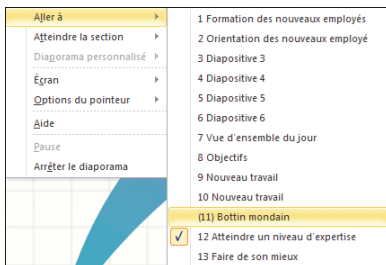 Aller à
Atteindre la section
Diaporama personnalisé
Écran
Options du pointeur
Aide
Pause
Arrêter le diaporama
1 Formation des nouveaux employés
2 Orientation des nouveaux employé
3 Diapositive 3
4 Diapositive 4
5 Diapositive 5
6 Diapositive 6
7 Vue d'ensemble du jour
8 Objectifs
9 Nouveau travail
10 Nouveau travail
(11) Bottin mondain
12 Atteindre un niveau d'expertise
13 Faire de son mieux